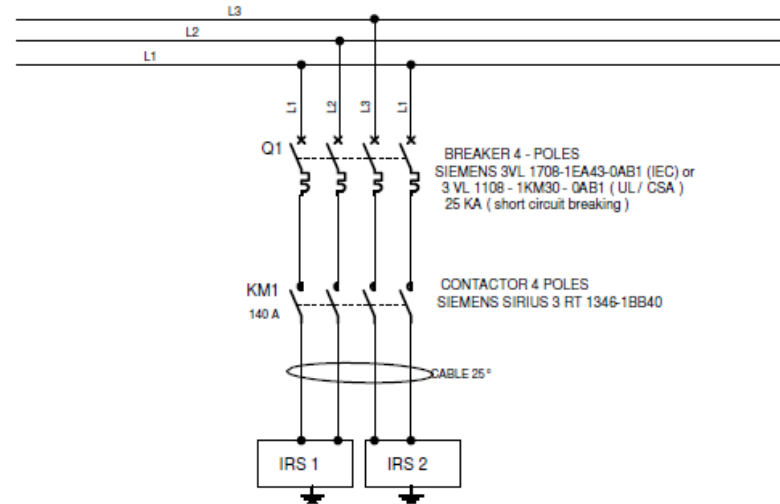 L3
L2
L1
L1
L2
L3
L1
Q1
BREAKER 4 - POLES
SIEMENS 3VL 1708-1EA43-0AB1 (IEC) or
3 VL 1108 - 1KM30 - 0AB1 ( UL / CSA )
25 KA ( short circuit breaking )
KM1
140 A
CONTACTOR 4 POLES
SIEMENS SIRIUS 3 RT 1346-1BB40
CABLE 25°
IRS 1
IRS 2